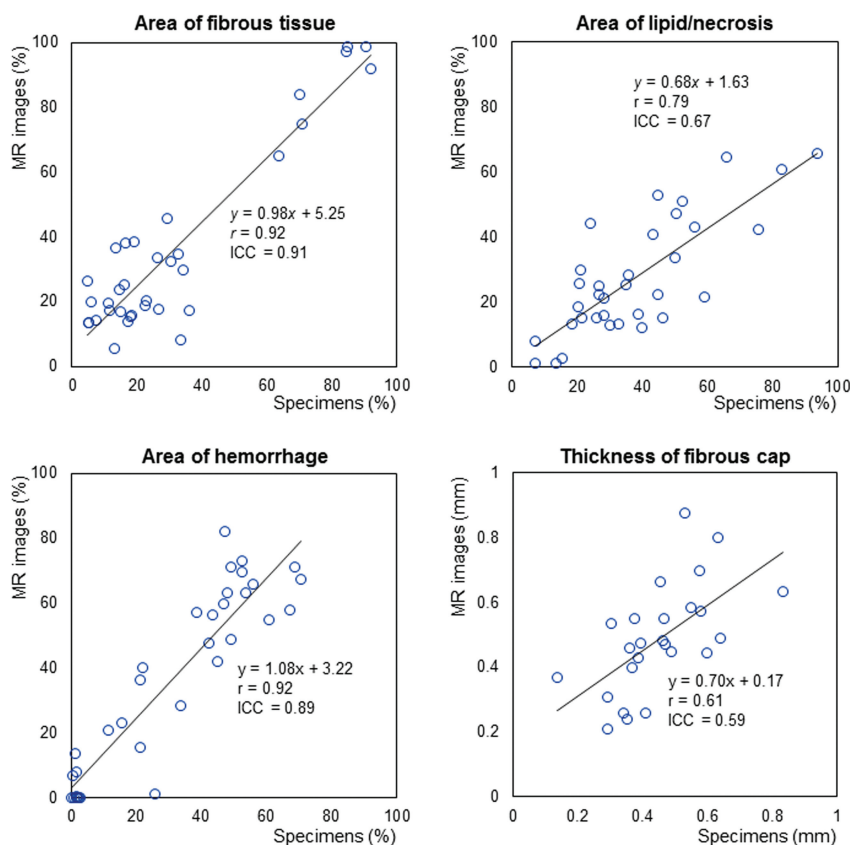 Area of fibrous tissue
MR images (%)
100
80
60
40
20
0
y = 0.98x + 5.25
r = 0.92
ICC = 0.91
0 20 40 60 80 100
Specimens (%)
Area of lipid/necrosis
MR images (%)
100
80
60
40
20
0
y = 0.68x + 1.63
r = 0.79
ICC = 0.67
0 20 40 60 80 100
Specimens (%)
Area of hemorrhage
MR images (%)
100
80
60
40
20
0
y = 1.08x + 3.22
r = 0.92
ICC = 0.89
0 20 40 60 80 100
Specimens (%)
Thickness of fibrous cap
MR images (mm)
1
0.8
0.6
0.4
0.2
0
y = 0.70x + 0.17
r = 0.61
ICC = 0.59
0 0.2 0.4 0.6 0.8 1
Specimens (mm)